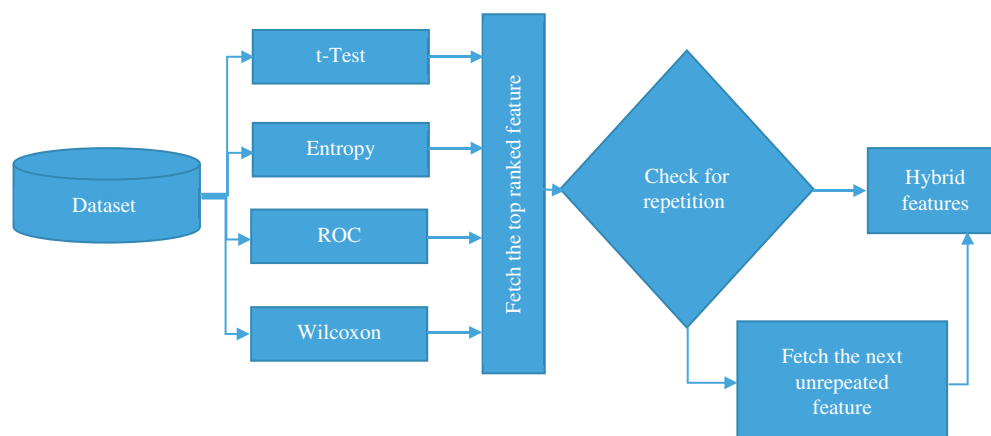 Dataset
t-Test
Entropy
ROC
Wilcoxon
Fetch the top ranked feature
Check for
repetition
Hybrid
features
Fetch the next
unrepeated
feature